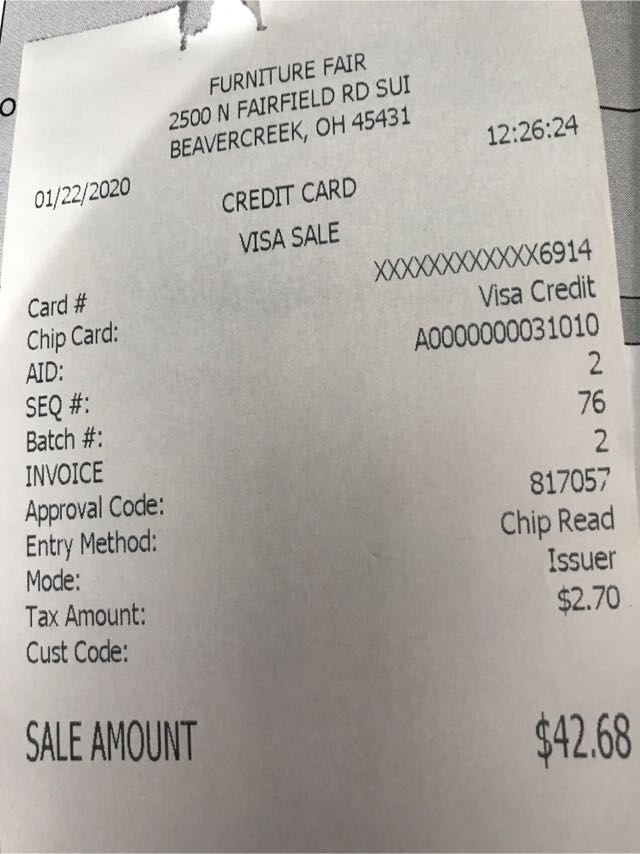 FURNITURE FAIR
2500 N FAIRFIELD RD SUI
BEAVERCREEK, OH 45431
01/22/2020 12:26:24
CREDIT CARD
VISA SALE
Card # XXXXXXXXXXXX6914
Chip Card: Visa Credit
AID: A0000000031010
SEQ #: 2
Batch #: 76
INVOICE 2
Approval Code: 817057
Entry Method: Chip Read
Mode: Issuer
Tax Amount: $2.70
Cust Code:
SALE AMOUNT $42.68